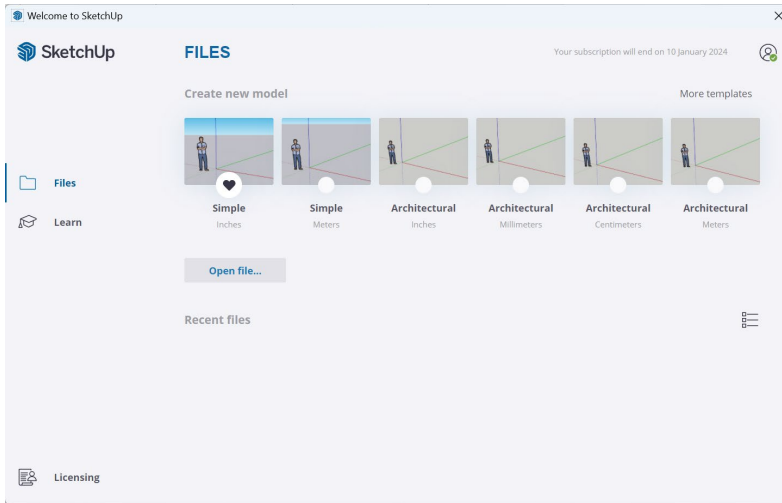 Welcome to SketchUp
SketchUp
FILES
Your subscription will end on 10 January 2024
Create new model
More templates
Files
Learn
Simple
Inches
Simple
Meters
Architectural
Inches
Architectural
Millimeters
Architectural
Centimeters
Architectural
Meters
Open file...
Recent files
Licensing